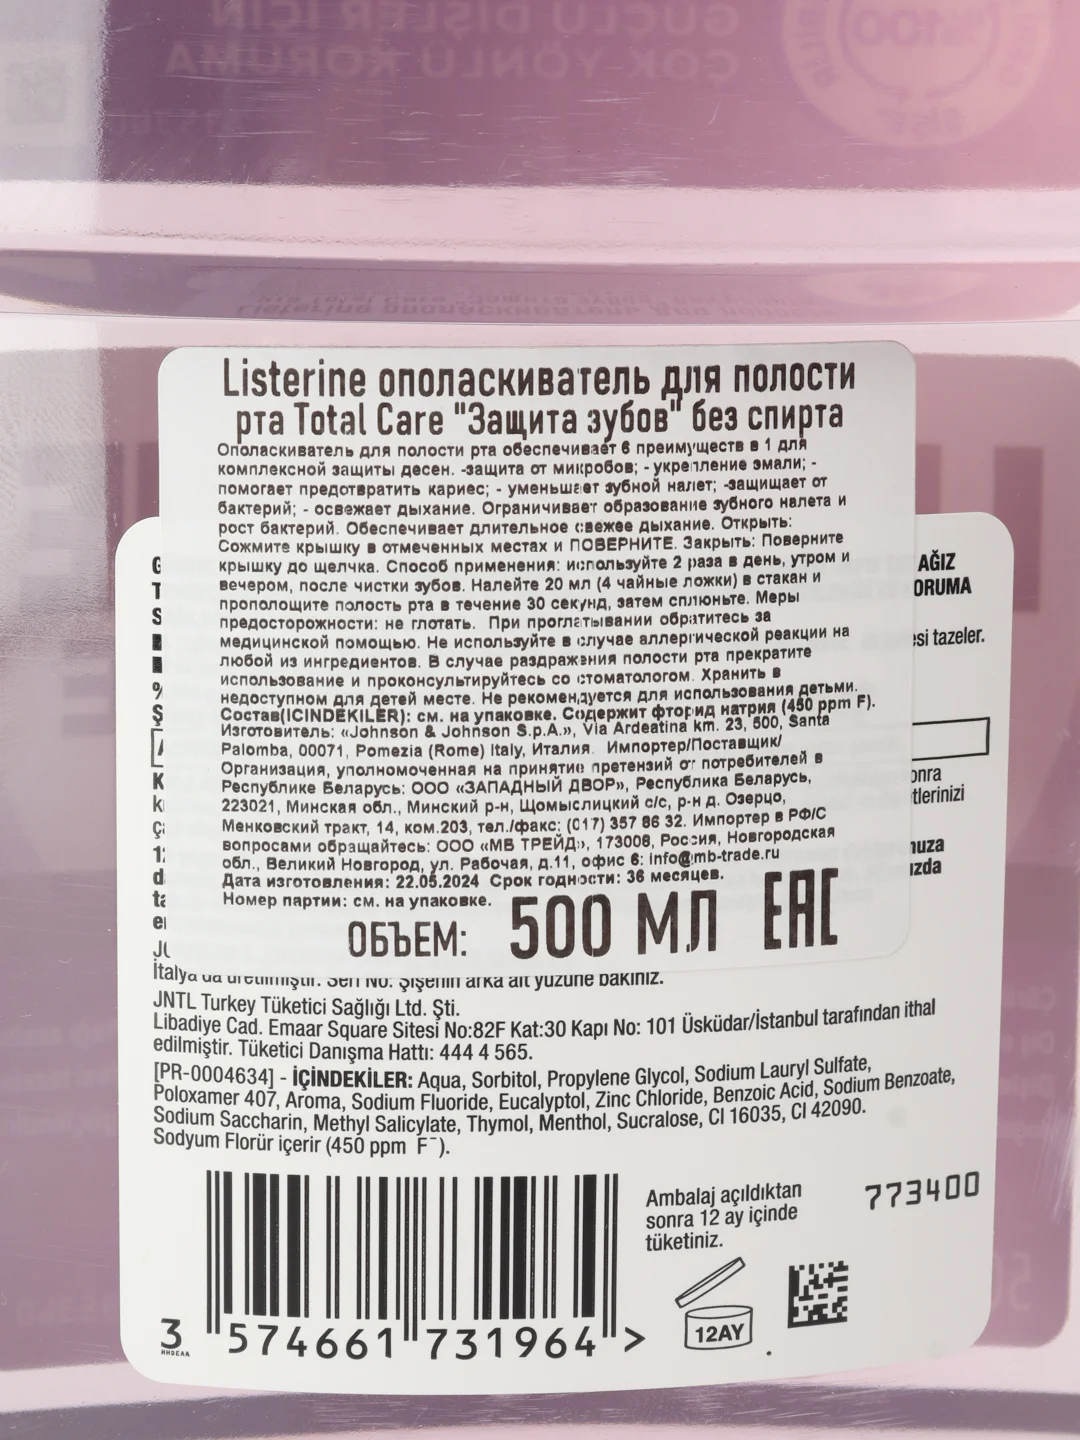 GÜÇLÜ DİŞLER İÇİN
ÇOK YÖNLÜ KORUMA
%100
Listerine ополаскиватель для полости
рта Total Care "Защита зубов" без спирта
Ополаскиватель для полости рта обеспечивает 6 преимуществ в 1 для
комплексной защиты десен. -защита от микробов; - укрепление эмали; -
помогает предотвратить кариес; - уменьшает зубной налет; -защищает от
бактерий; - освежает дыхание. Ограничивает образование зубного налета и
рост бактерий. Обеспечивает длительное свежее дыхание. Открыть:
Сожмите крышку в отмеченных местах и ПОВЕРНИТЕ. Закрыть: Поверните
крышку до щелчка. Способ применения: используйте 2 раза в день, утром и
вечером, после чистки зубов. Налейте 20 мл (4 чайные ложки) в стакан и
прополощите полость рта в течение 30 секунд, затем сплюньте. Меры
предосторожности: не глотать. При проглатывании обратитесь за
медицинской помощью. Не используйте в случае аллергической реакции на
любой из ингредиентов. В случае раздражения полости рта прекратите
использование и проконсультируйтесь со стоматологом. Хранить в
недоступном для детей месте. Не рекомендуется для использования детьми.
Состав(ICINDEKILER): см. на упаковке. Содержит фторид натрия (450 ppm F).
Изготовитель: «Johnson & Johnson S.p.A.», Via Ardeatina km. 23, 500, Santa
Palomba, 00071, Pomezia (Rome) Italy, Италия. Импортер/Поставщик/
Организация, уполномоченная на принятие претензий от потребителей в
Республике Беларусь: ООО «ЗАПАДНЫЙ ДВОР», Республика Беларусь,
223021, Минская обл., Минский р-н, Щомыслицкий с/с, р-н д. Озерцо,
Менковский тракт, 14, ком.203, тел./факс: (017) 357 86 32. Импортер в РФ/С
вопросами обращайтесь: ООО «МВ ТРЕЙД», 173008, Россия, Новгородская
обл., Великий Новгород, ул. Рабочая, д.11, офис 6: info@mb-trade.ru
Дата изготовления: 22.05.2024 Срок годности: 36 месяцев.
Номер партии: см. на упаковке.
ОБЪЕМ: 500 МЛ EAC
AĞIZ
ORUMA
si tazeler.
onra
tlerinizi
nuza
ızda
İtalya'da üretilmiştir. Seri No: Şişenin arka alt yüzüne bakınız.
JNTL Turkey Tüketici Sağlığı Ltd. Şti.
Libadiye Cad. Emaar Square Sitesi No:82F Kat:30 Kapı No: 101 Üsküdar/İstanbul tarafından ithal
edilmiştir. Tüketici Danışma Hattı: 444 4 565.
[PR-0004634] - İÇİNDEKİLER: Aqua, Sorbitol, Propylene Glycol, Sodium Lauryl Sulfate,
Poloxamer 407, Aroma, Sodium Fluoride, Eucalyptol, Zinc Chloride, Benzoic Acid, Sodium Benzoate,
Sodium Saccharin, Methyl Salicylate, Thymol, Menthol, Sucralose, CI 16035, CI 42090.
Sodyum Florür içerir (450 ppm F⁻).
Ambalaj açıldıktan
sonra 12 ay içinde
tüketiniz.
773400
12AY
3 574661 731964 >